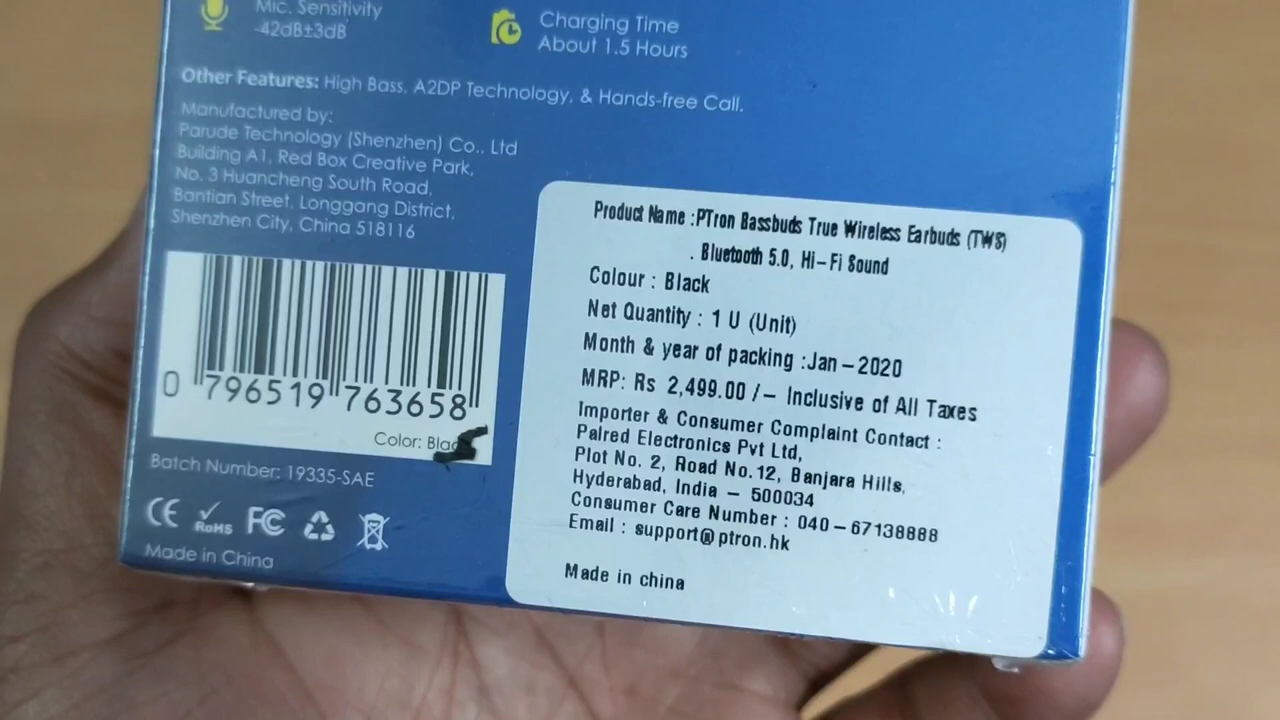 Mic. Sensitivity
-42dB±3dB
Charging Time
About 1.5 Hours
Other Features: High Bass, A2DP Technology, & Hands-free Call.
Manufactured by:
Parude Technology (Shenzhen) Co., Ltd
Building A1, Red Box Creative Park,
No. 3 Huancheng South Road,
Bantian Street, Longgang District,
Shenzhen City, China 518116
0 796519 763658
Color: Blac
Batch Number: 19335-SAE
CE RoHS FC
Made in China
Product Name :PTron Bassbuds True Wireless Earbuds (TWS)
. Bluetooth 5.0, Hi-Fi Sound
Colour : Black
Net Quantity : 1 U (Unit)
Month & year of packing :Jan-2020
MRP: Rs 2,499.00 /- Inclusive of All Taxes
Importer & Consumer Complaint Contact :
Palred Electronics Pvt Ltd,
Plot No. 2, Road No.12, Banjara Hills,
Hyderabad, India - 500034
Consumer Care Number : 040-67138888
Email : support@ptron.hk
Made in china